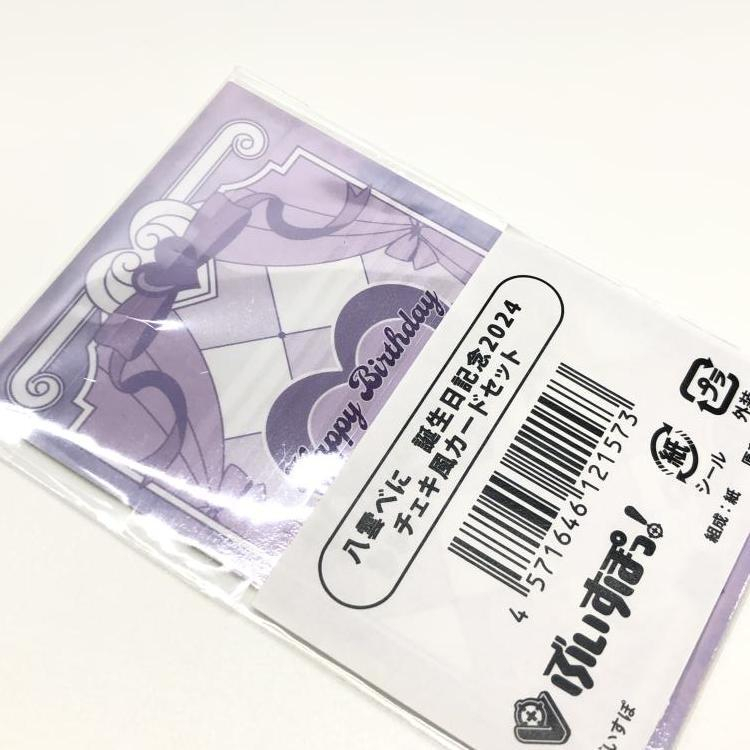 Happy Birthday
八雲べに 誕生日記念2024
チェキ風カードセット
4 571646 121573
ぶいすぽっ!
いすぽ
プラ
外装
紙
シール
組成:紙